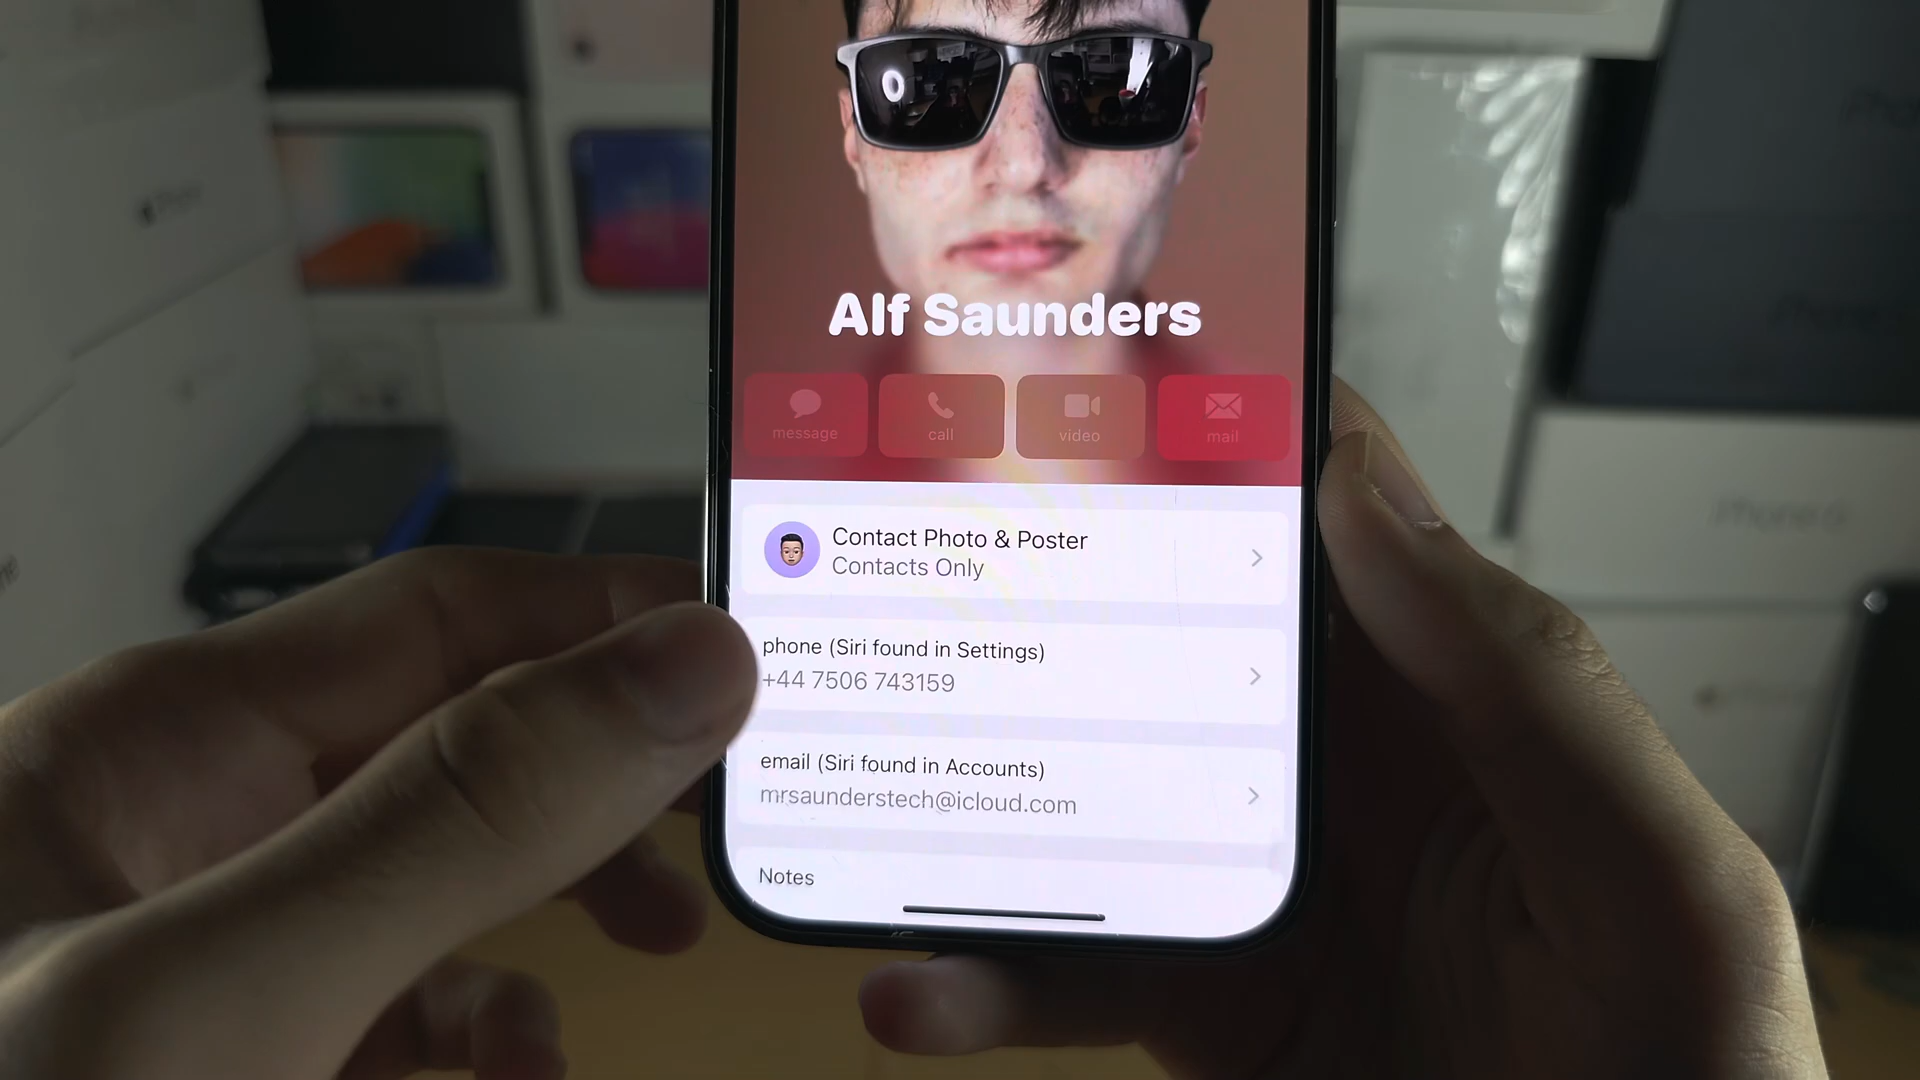 Alf Saunders
message
call
video
mail
Contact Photo & Poster
Contacts Only
phone (Siri found in Settings)
+44 7506 743159
email (Siri found in Accounts)
mrsaunderstech@icloud.com
Notes
iPhone